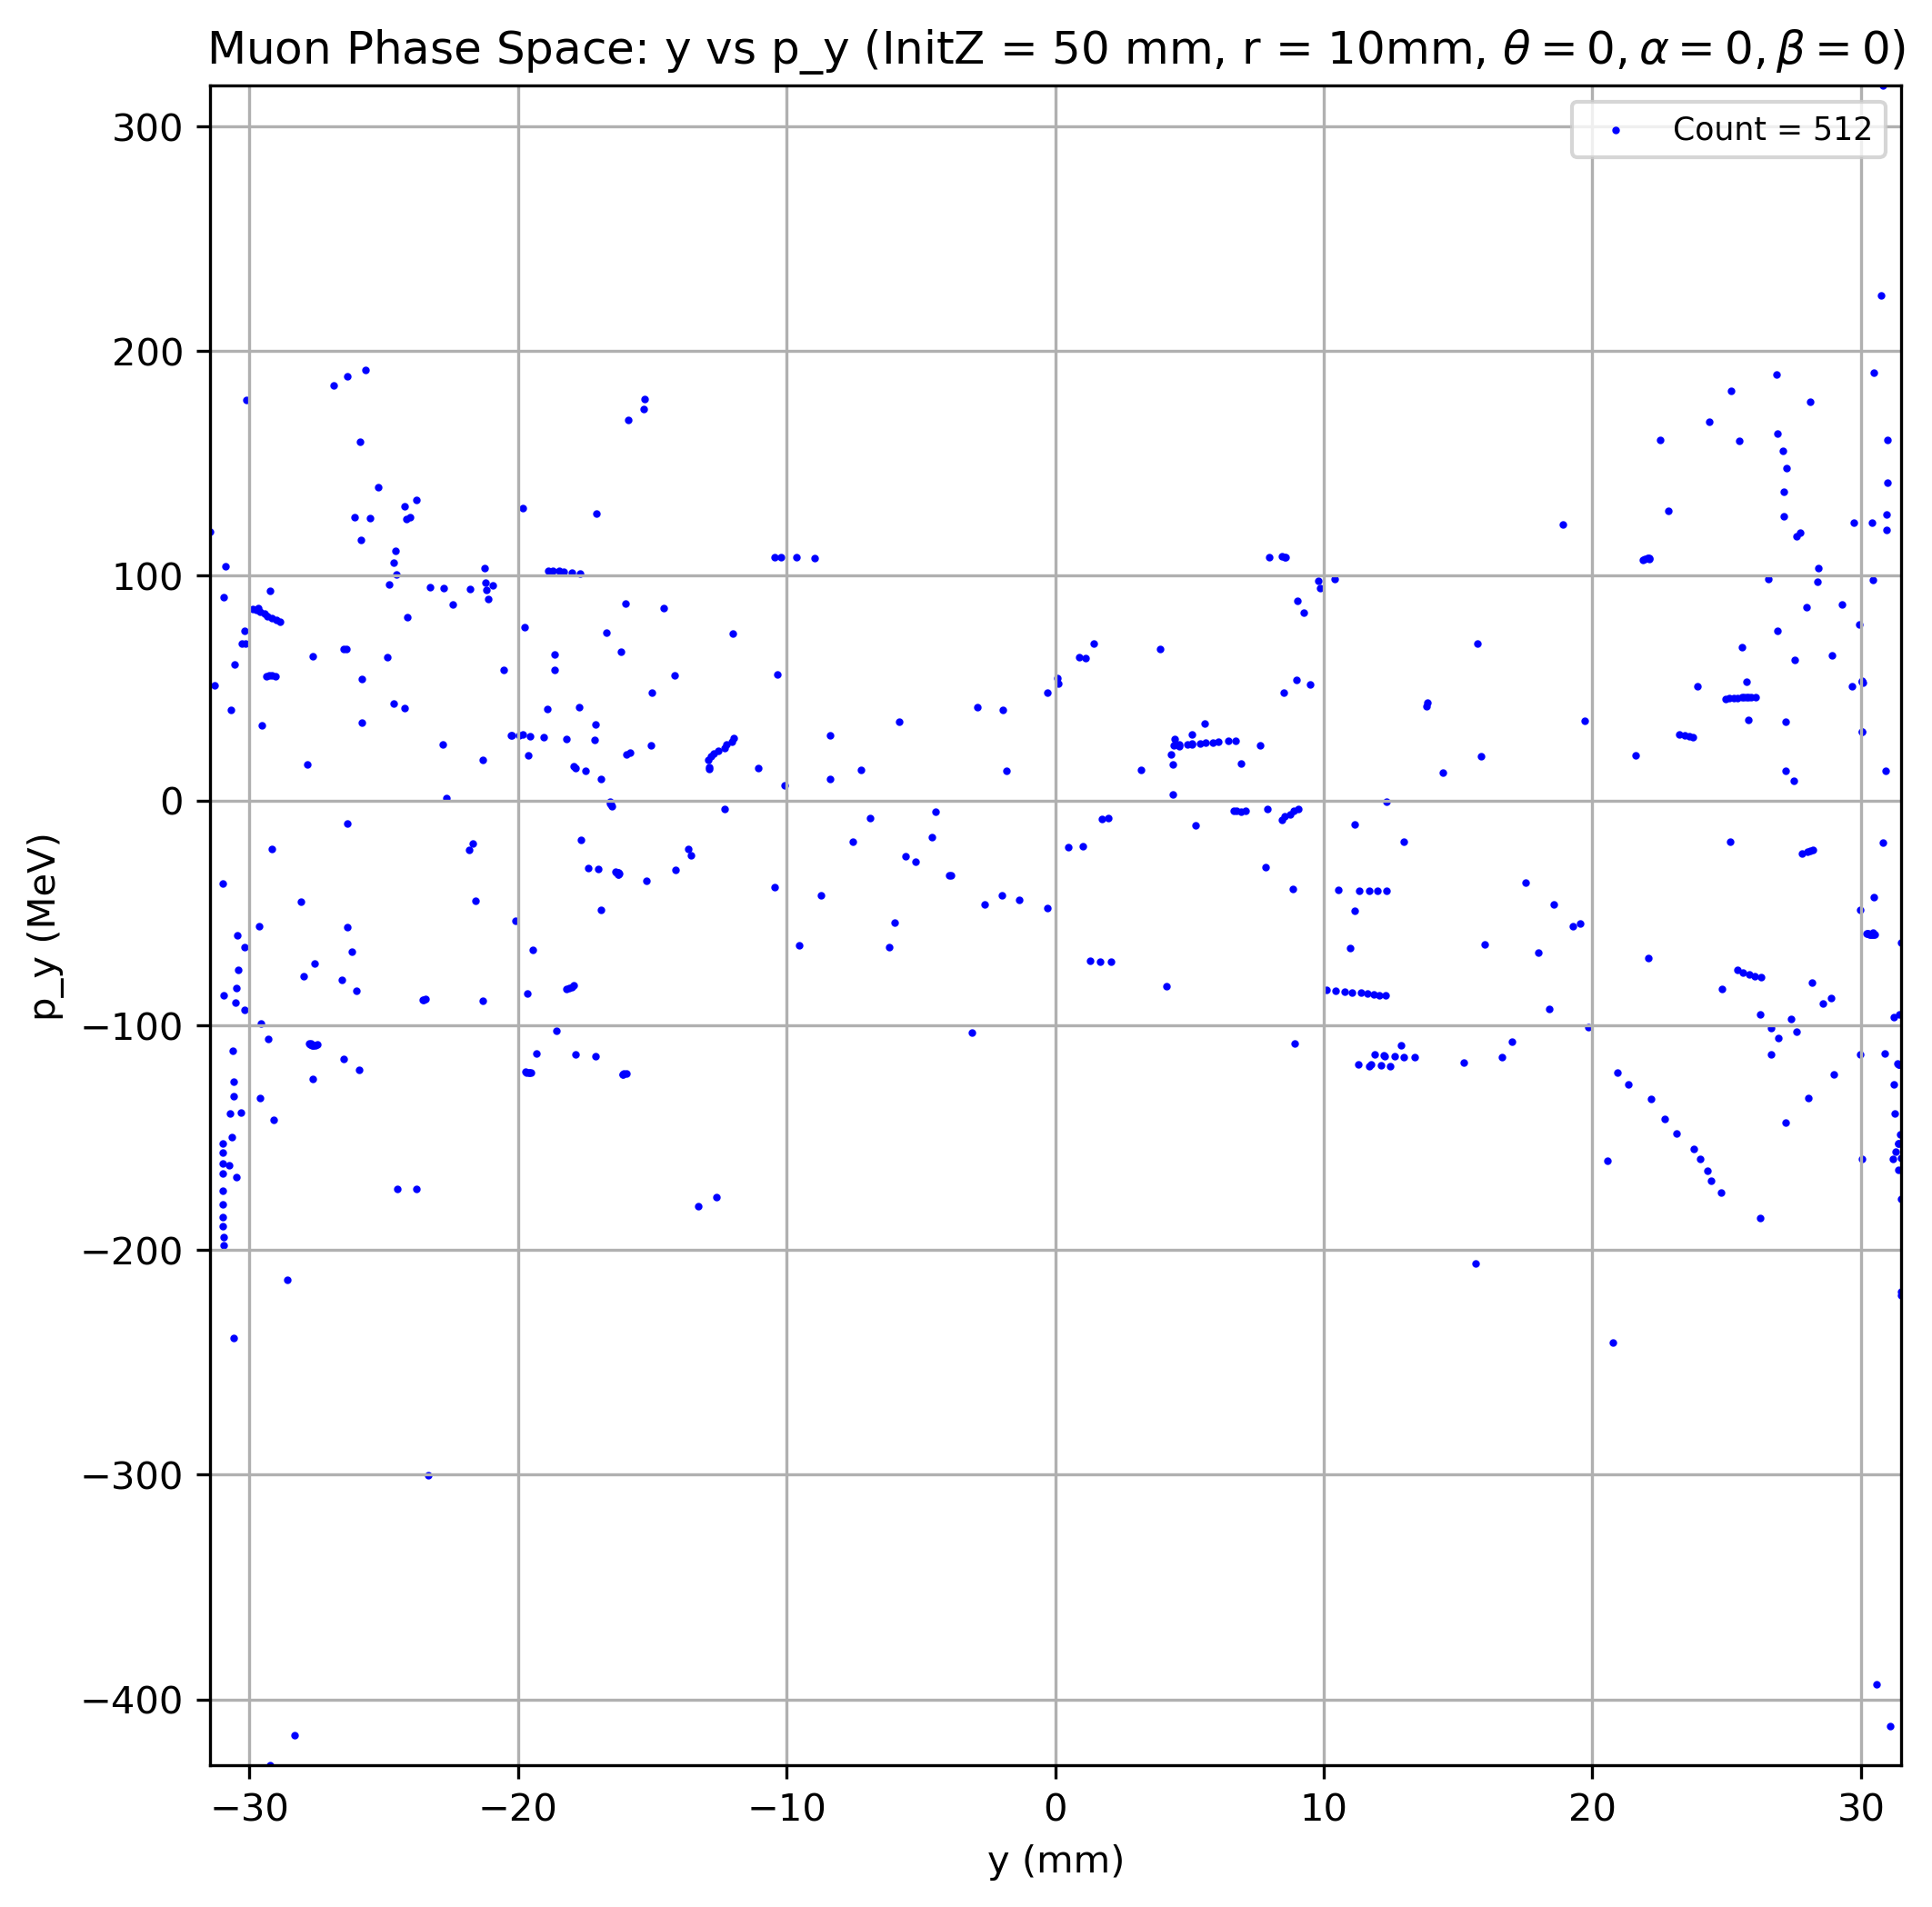 Muon Phase Space: y vs p_y (InitZ = 50 mm, r = 10mm, θ = 0, α = 0, β = 0)
Count = 512
300
200
100
0
−100
−200
−300
−400
p_y (MeV)
−30 −20 −10 0 10 20 30
y (mm)